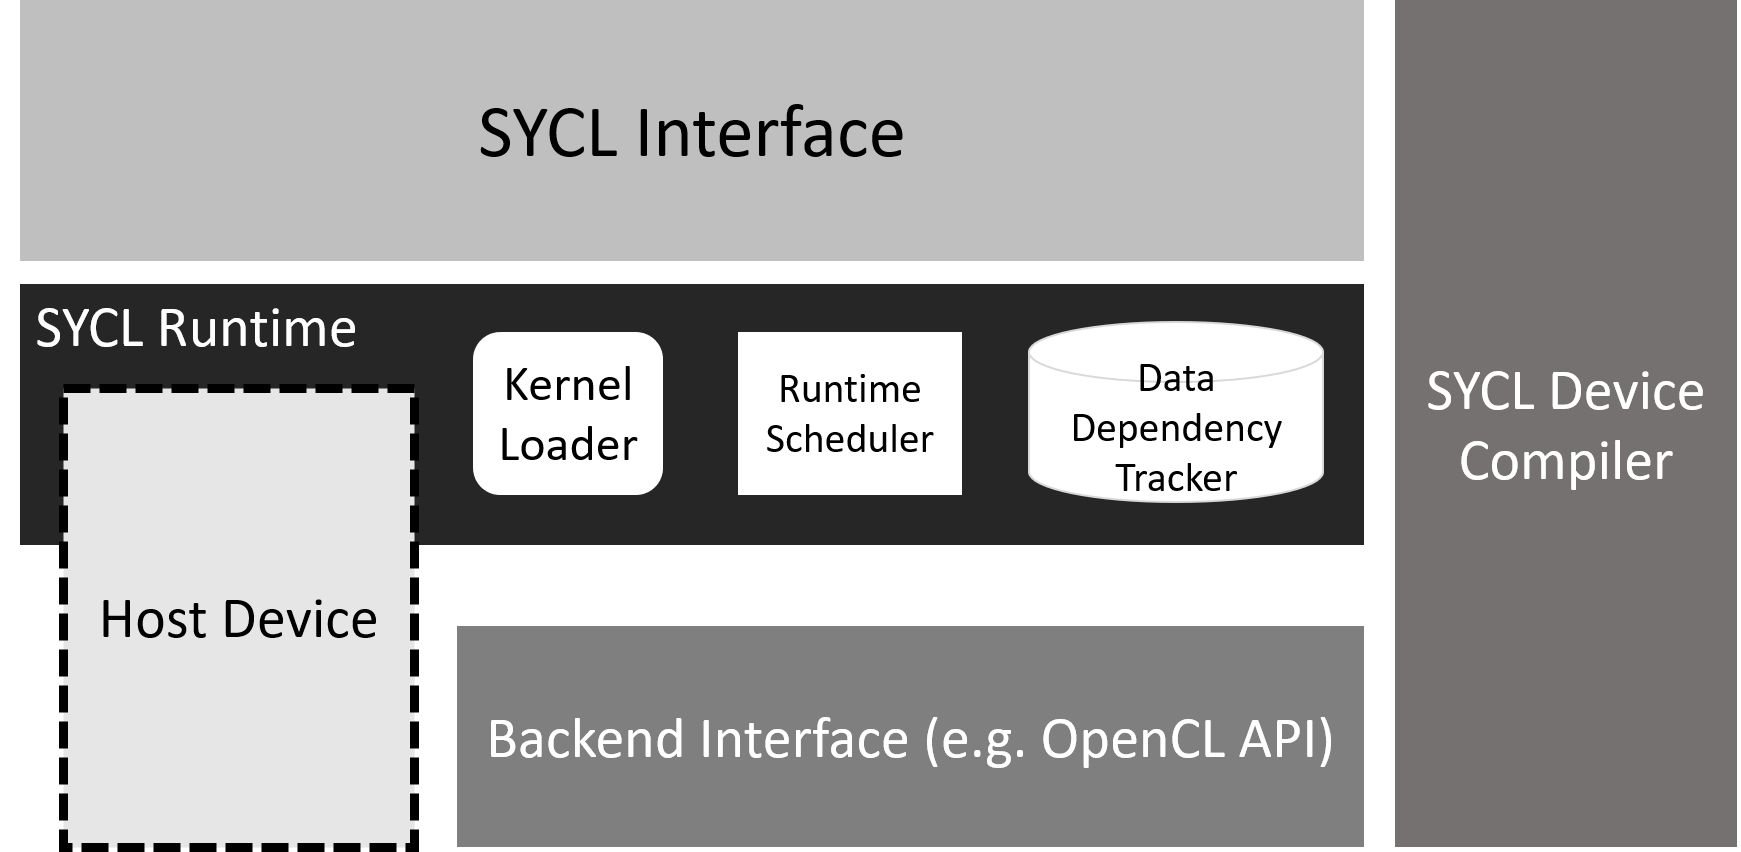 SYCL Interface
SYCL Runtime
Kernel
Loader
Runtime
Scheduler
Data
Dependency
Tracker
Host Device
Backend Interface (e.g. OpenCL API)
SYCL Device
Compiler